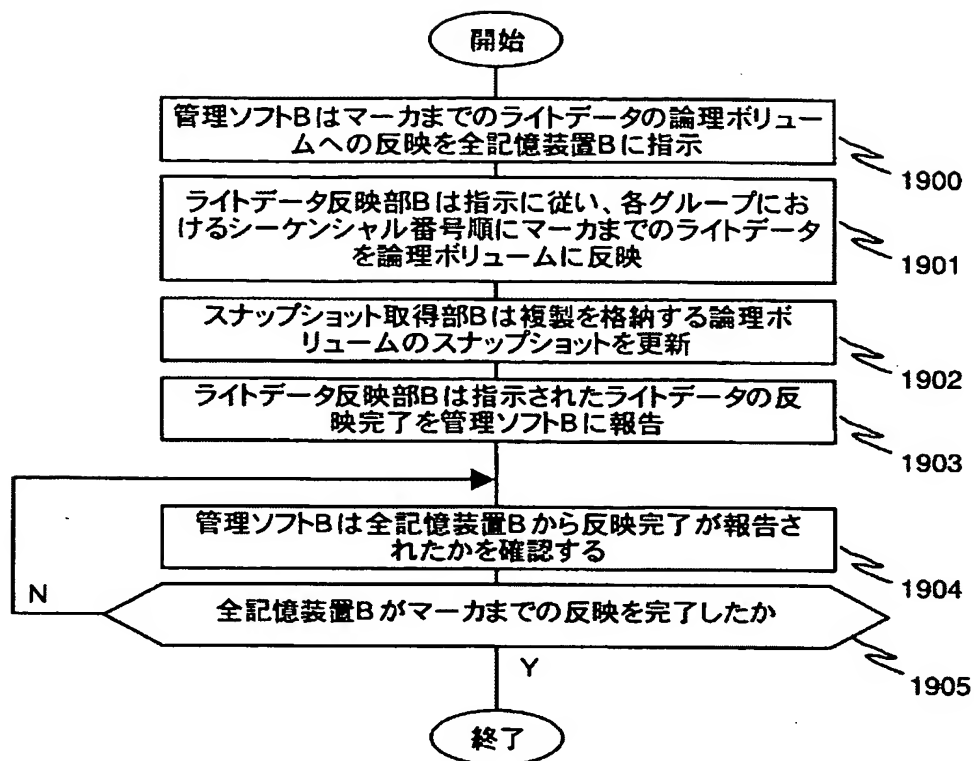 開始
管理ソフトBはマーカまでのライトデータの論理ボリュー
ムへの反映を全記憶装置Bに指示
1900
ライトデータ反映部Bは指示に従い、各グループにお
けるシーケンシャル番号順にマーカまでのライトデータ
を論理ボリュームに反映
1901
スナップショット取得部Bは複製を格納する論理ボ
リュームのスナップショットを更新
1902
ライトデータ反映部Bは指示されたライトデータの反
映完了を管理ソフトBに報告
1903
管理ソフトBは全記憶装置Bから反映完了が報告さ
れたかを確認する
1904
N
全記憶装置Bがマーカまでの反映を完了したか
1905
Y
終了